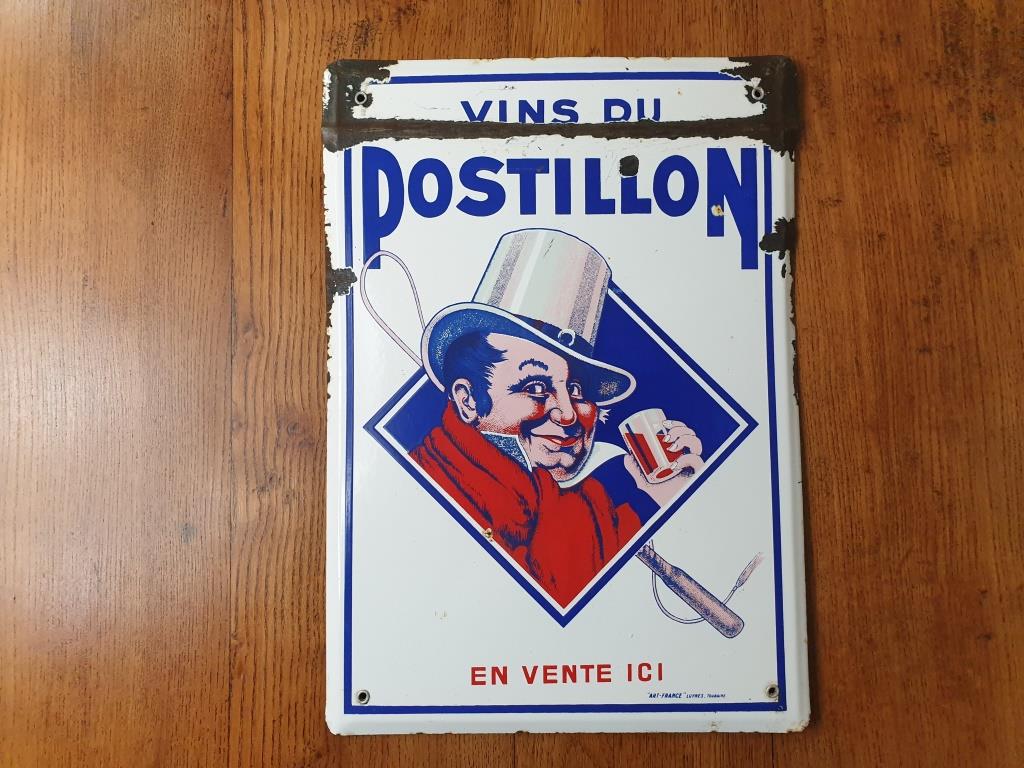 VINS DU
POSTILLON
EN VENTE ICI
"ART-FRANCE" LUYNES. TOURAINE